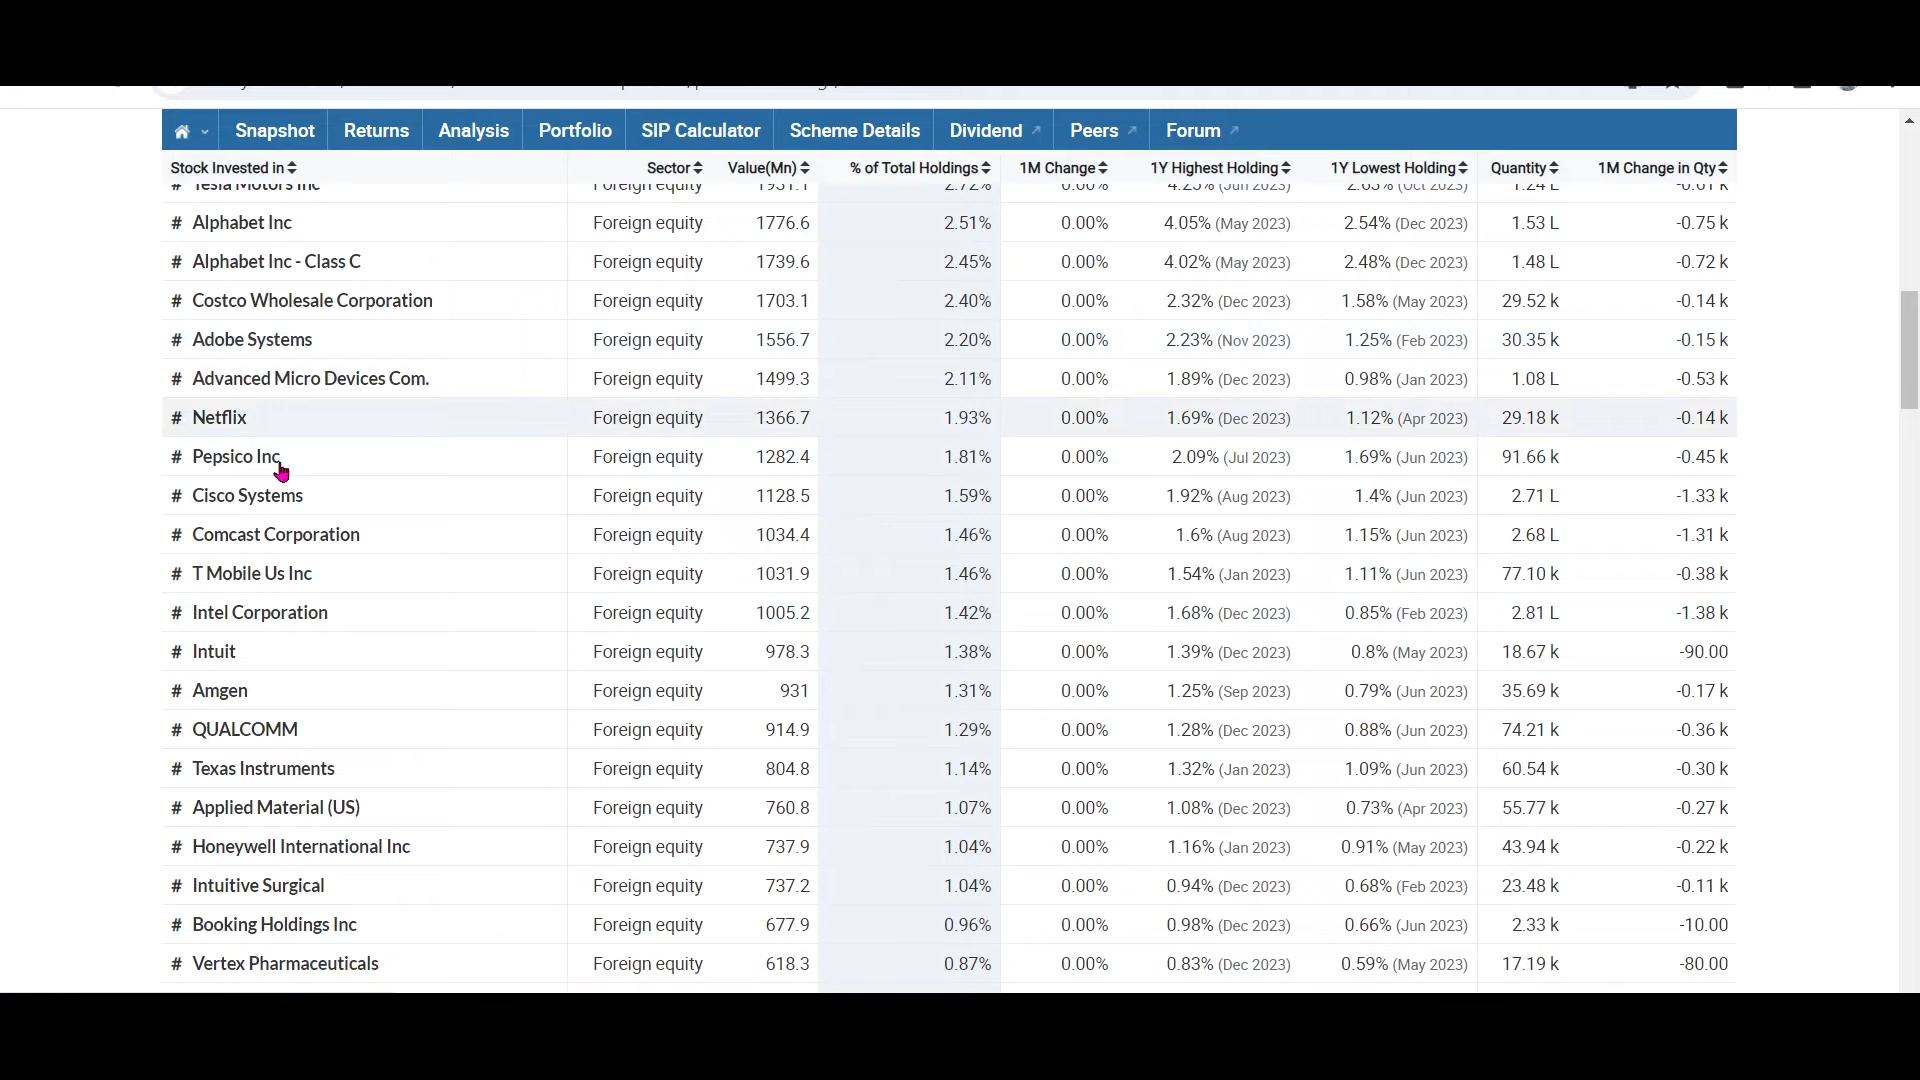 Snapshot Returns Analysis Portfolio SIP Calculator Scheme Details Dividend Peers Forum
Stock Invested in Sector Value(Mn) % of Total Holdings 1M Change 1Y Highest Holding 1Y Lowest Holding Quantity 1M Change in Qty
# Tesla Motors Inc Foreign equity 1931.1 2.72% 0.00% 4.25% (Jun 2023) 2.63% (Oct 2023) 1.24 L -0.61 k
# Alphabet Inc Foreign equity 1776.6 2.51% 0.00% 4.05% (May 2023) 2.54% (Dec 2023) 1.53 L -0.75 k
# Alphabet Inc - Class C Foreign equity 1739.6 2.45% 0.00% 4.02% (May 2023) 2.48% (Dec 2023) 1.48 L -0.72 k
# Costco Wholesale Corporation Foreign equity 1703.1 2.40% 0.00% 2.32% (Dec 2023) 1.58% (May 2023) 29.52 k -0.14 k
# Adobe Systems Foreign equity 1556.7 2.20% 0.00% 2.23% (Nov 2023) 1.25% (Feb 2023) 30.35 k -0.15 k
# Advanced Micro Devices Com. Foreign equity 1499.3 2.11% 0.00% 1.89% (Dec 2023) 0.98% (Jan 2023) 1.08 L -0.53 k
# Netflix Foreign equity 1366.7 1.93% 0.00% 1.69% (Dec 2023) 1.12% (Apr 2023) 29.18 k -0.14 k
# Pepsico Inc Foreign equity 1282.4 1.81% 0.00% 2.09% (Jul 2023) 1.69% (Jun 2023) 91.66 k -0.45 k
# Cisco Systems Foreign equity 1128.5 1.59% 0.00% 1.92% (Aug 2023) 1.4% (Jun 2023) 2.71 L -1.33 k
# Comcast Corporation Foreign equity 1034.4 1.46% 0.00% 1.6% (Aug 2023) 1.15% (Jun 2023) 2.68 L -1.31 k
# T Mobile Us Inc Foreign equity 1031.9 1.46% 0.00% 1.54% (Jan 2023) 1.11% (Jun 2023) 77.10 k -0.38 k
# Intel Corporation Foreign equity 1005.2 1.42% 0.00% 1.68% (Dec 2023) 0.85% (Feb 2023) 2.81 L -1.38 k
# Intuit Foreign equity 978.3 1.38% 0.00% 1.39% (Dec 2023) 0.8% (May 2023) 18.67 k -90.00
# Amgen Foreign equity 931 1.31% 0.00% 1.25% (Sep 2023) 0.79% (Jun 2023) 35.69 k -0.17 k
# QUALCOMM Foreign equity 914.9 1.29% 0.00% 1.28% (Dec 2023) 0.88% (Jun 2023) 74.21 k -0.36 k
# Texas Instruments Foreign equity 804.8 1.14% 0.00% 1.32% (Jan 2023) 1.09% (Jun 2023) 60.54 k -0.30 k
# Applied Material (US) Foreign equity 760.8 1.07% 0.00% 1.08% (Dec 2023) 0.73% (Apr 2023) 55.77 k -0.27 k
# Honeywell International Inc Foreign equity 737.9 1.04% 0.00% 1.16% (Jan 2023) 0.91% (May 2023) 43.94 k -0.22 k
# Intuitive Surgical Foreign equity 737.2 1.04% 0.00% 0.94% (Dec 2023) 0.68% (Feb 2023) 23.48 k -0.11 k
# Booking Holdings Inc Foreign equity 677.9 0.96% 0.00% 0.98% (Dec 2023) 0.66% (Jun 2023) 2.33 k -10.00
# Vertex Pharmaceuticals Foreign equity 618.3 0.87% 0.00% 0.83% (Dec 2023) 0.59% (May 2023) 17.19 k -80.00